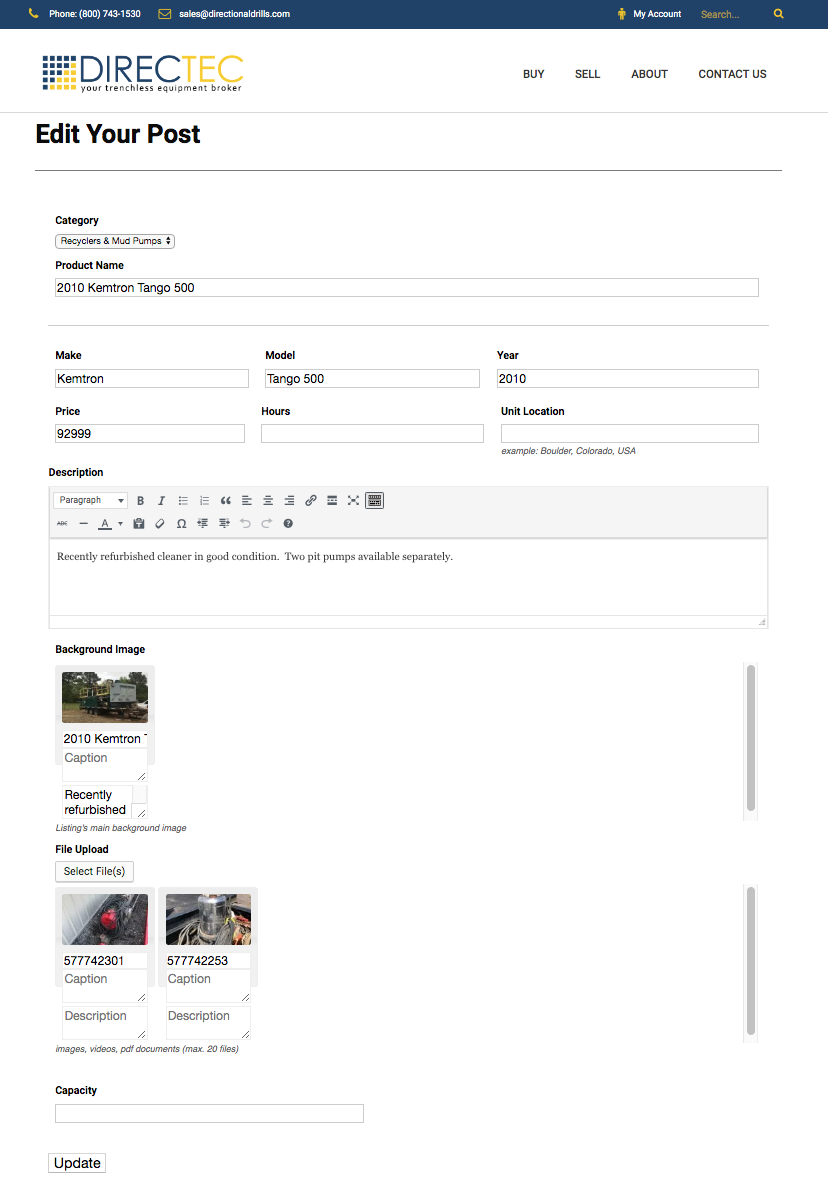 Phone: (800) 743-1530 sales@directionaldrills.com My Account Search...
DIRECTEC
your trenchless equipment broker
BUY SELL ABOUT CONTACT US
Edit Your Post
Category
Recyclers & Mud Pumps
Product Name
2010 Kemtron Tango 500
Make Model Year
Kemtron Tango 500 2010
Price Hours Unit Location
92999
example: Boulder, Colorado, USA
Description
Paragraph B I
ABC A Ω
Recently refurbished cleaner in good condition. Two pit pumps available separately.
Background Image
2010 Kemtron T
Caption
Recently
refurbished
Listing's main background image
File Upload
Select File(s)
577742301 577742253
Caption Caption
Description Description
images, videos, pdf documents (max. 20 files)
Capacity
Update